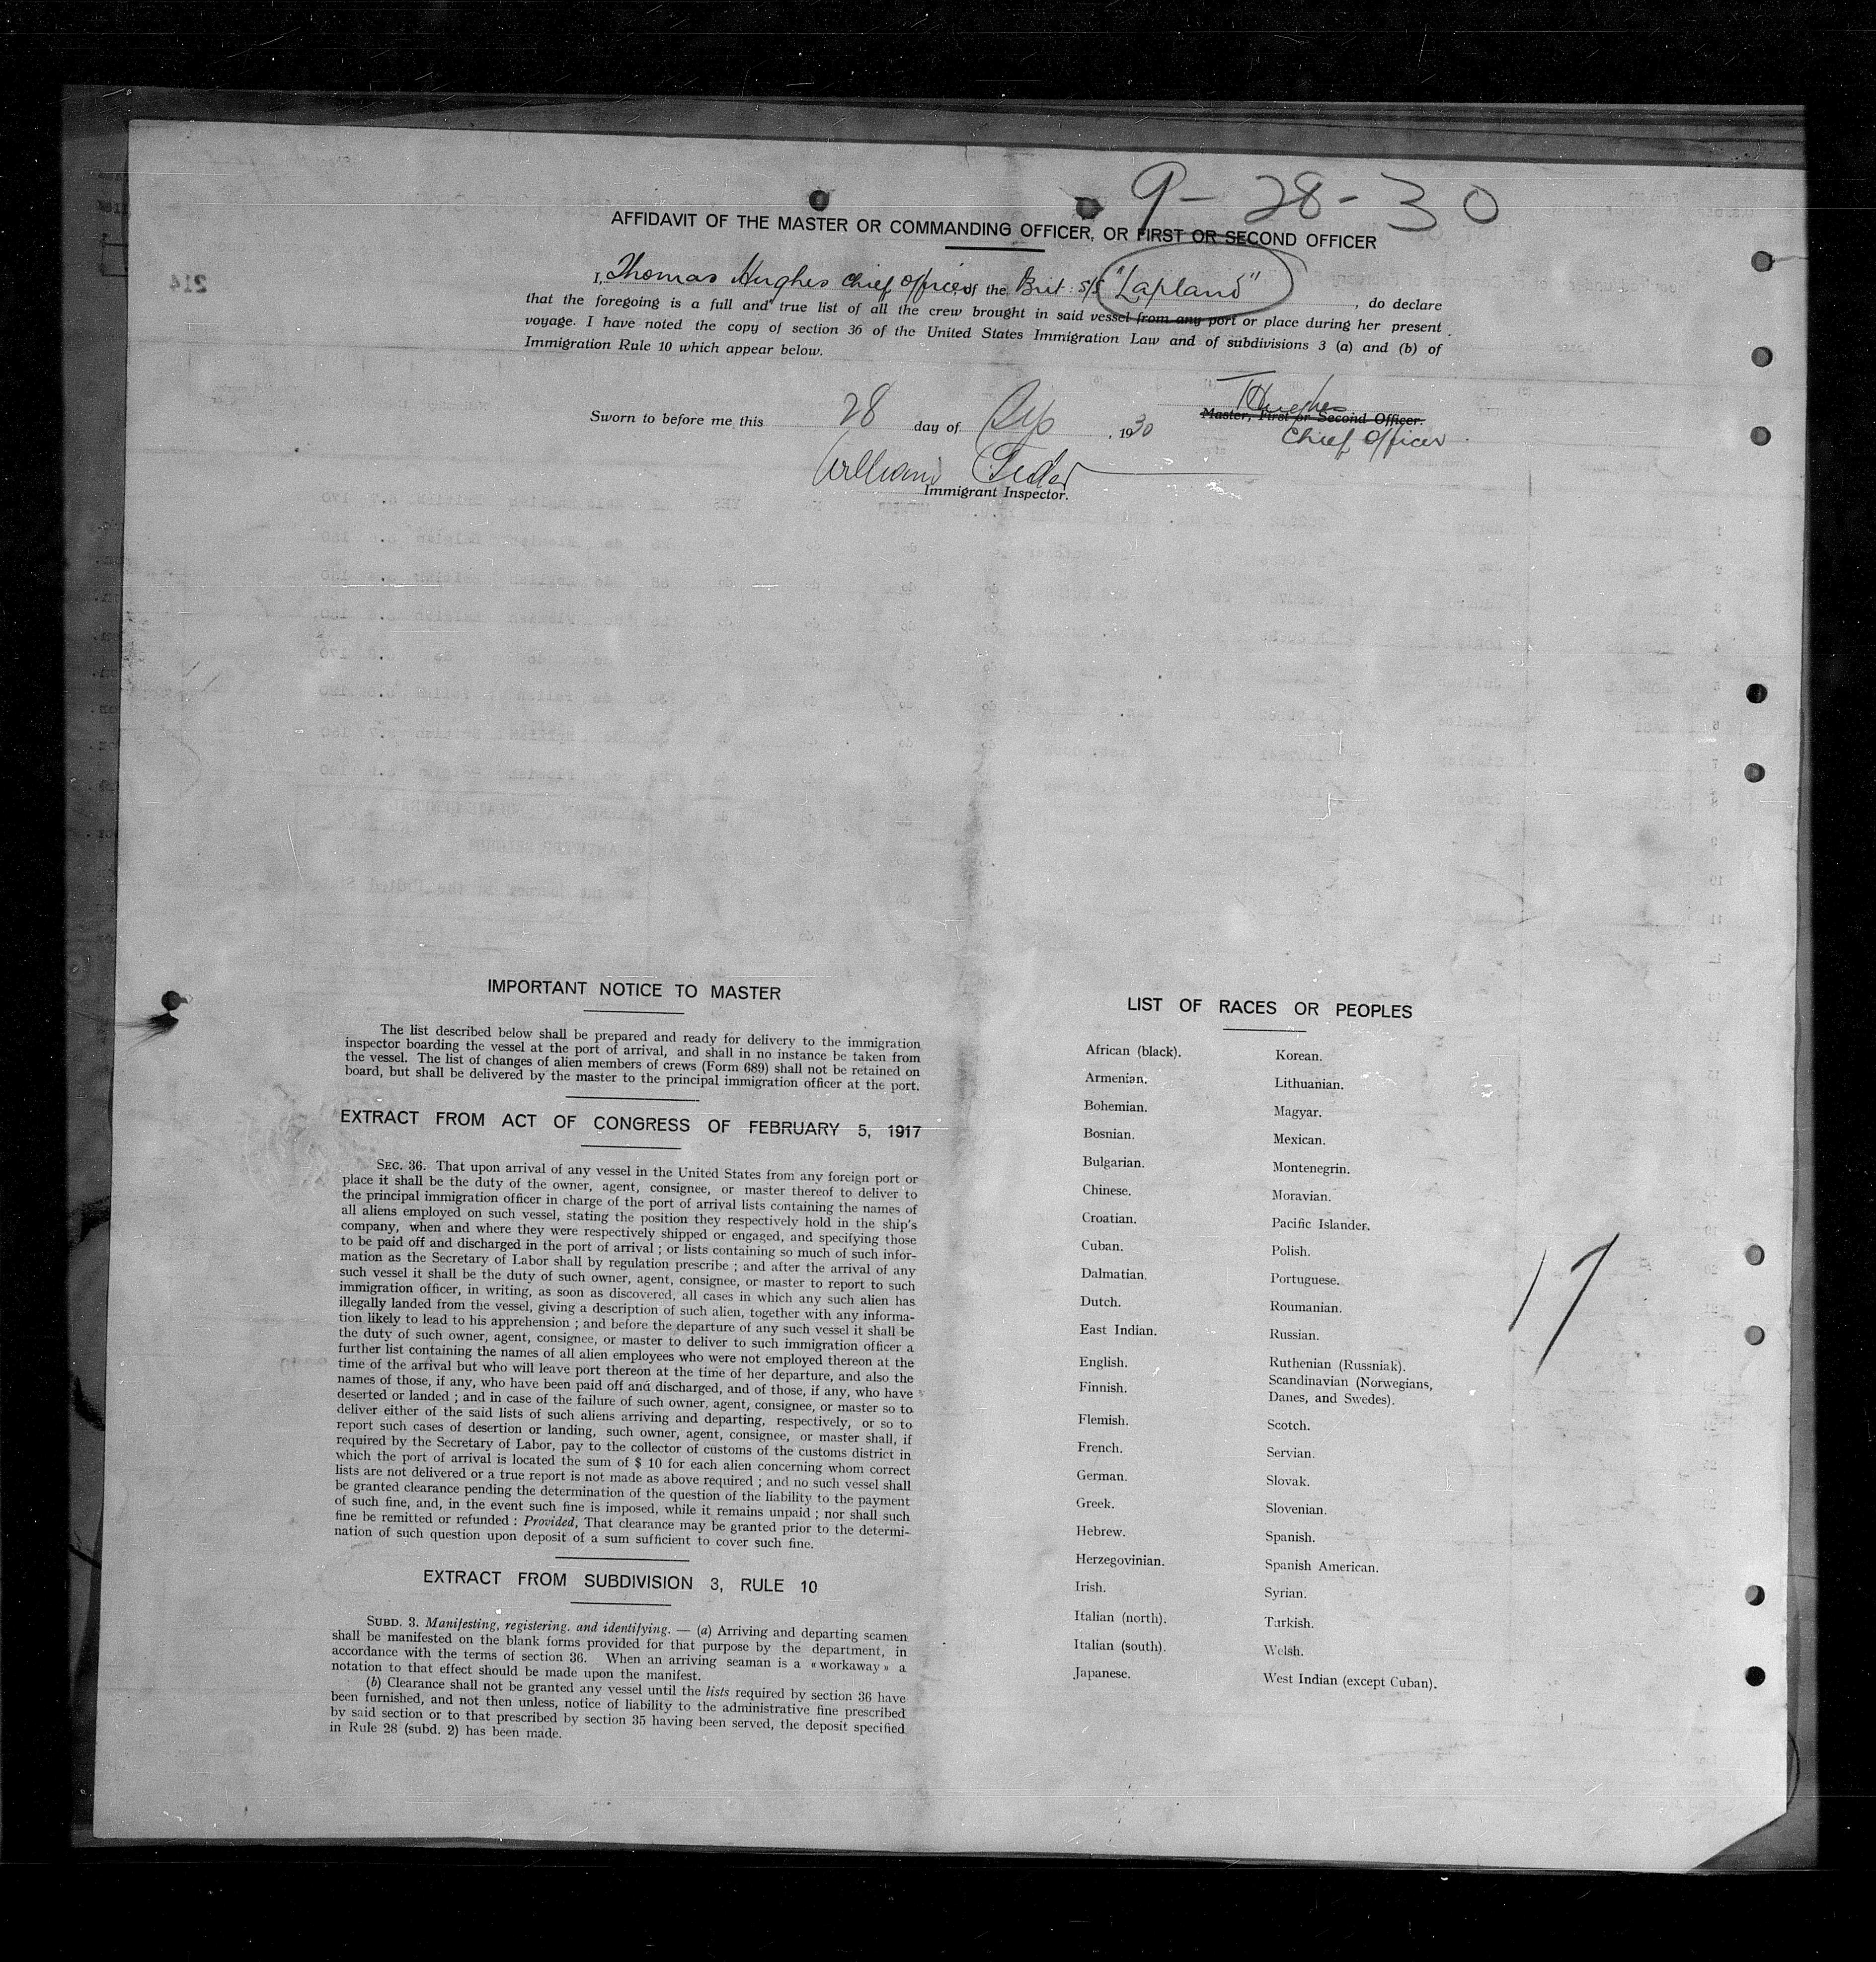 9-28-30
AFFIDAVIT OF THE MASTER OR COMMANDING OFFICER, OR FIRST OR SECOND OFFICER
I, Thomas Hughes Chief Officer of the Brit: S/S "Lapland", do declare
that the foregoing is a full and true list of all the crew brought in said vessel from any port or place during her present
voyage. I have noted the copy of section 36 of the United States Immigration Law and of subdivisions 3 (a) and (b) of
Immigration Rule 10 which appear below.
THughes
Sworn to before me this 28 day of Sep, 1930
Master, First or Second Officer.
Chief Officer
William
Immigrant Inspector.
IMPORTANT NOTICE TO MASTER
The list described below shall be prepared and ready for delivery to the immigration
inspector boarding the vessel at the port of arrival, and shall in no instance be taken from
the vessel. The list of changes of alien members of crews (Form 689) shall not be retained on
board, but shall be delivered by the master to the principal immigration officer at the port.
EXTRACT FROM ACT OF CONGRESS OF FEBRUARY 5, 1917
SEC. 36. That upon arrival of any vessel in the United States from any foreign port or
place it shall be the duty of the owner, agent, consignee, or master thereof to deliver to
the principal immigration officer in charge of the port of arrival lists containing the names of
all aliens employed on such vessel, stating the position they respectively hold in the ship's
company, when and where they were respectively shipped or engaged, and specifying those
to be paid off and discharged in the port of arrival ; or lists containing so much of such infor-
mation as the Secretary of Labor shall by regulation prescribe ; and after the arrival of any
such vessel it shall be the duty of such owner, agent, consignee, or master to report to such
immigration officer, in writing, as soon as discovered, all cases in which any such alien has
illegally landed from the vessel, giving a description of such alien, together with any informa-
tion likely to lead to his apprehension ; and before the departure of any such vessel it shall be
the duty of such owner, agent, consignee, or master to deliver to such immigration officer a
further list containing the names of all alien employees who were not employed thereon at the
time of the arrival but who will leave port thereon at the time of her departure, and also the
names of those, if any, who have been paid off and discharged, and of those, if any, who have
deserted or landed ; and in case of the failure of such owner, agent, consignee, or master so to
deliver either of the said lists of such aliens arriving and departing, respectively, or so to
report such cases of desertion or landing, such owner, agent, consignee, or master shall, if
required by the Secretary of Labor, pay to the collector of customs of the customs district in
which the port of arrival is located the sum of $ 10 for each alien concerning whom correct
lists are not delivered or a true report is not made as above required ; and no such vessel shall
be granted clearance pending the determination of the question of the liability to the payment
of such fine, and, in the event such fine is imposed, while it remains unpaid ; nor shall such
fine be remitted or refunded : Provided, That clearance may be granted prior to the determi-
nation of such question upon deposit of a sum sufficient to cover such fine.
EXTRACT FROM SUBDIVISION 3, RULE 10
SUBD. 3. Manifesting, registering, and identifying. — (a) Arriving and departing seamen
shall be manifested on the blank forms provided for that purpose by the department, in
accordance with the terms of section 36. When an arriving seaman is a « workaway » a
notation to that effect should be made upon the manifest.
(b) Clearance shall not be granted any vessel until the lists required by section 36 have
been furnished, and not then unless, notice of liability to the administrative fine prescribed
by said section or to that prescribed by section 35 having been served, the deposit specified
in Rule 28 (subd. 2) has been made.
LIST OF RACES OR PEOPLES
African (black).
Armenian.
Bohemian.
Bosnian.
Bulgarian.
Chinese.
Croatian.
Cuban.
Dalmatian.
Dutch.
East Indian.
English.
Finnish.
Flemish.
French.
German.
Greek.
Hebrew.
Herzegovinian.
Irish.
Italian (north).
Italian (south).
Japanese.
Korean.
Lithuanian.
Magyar.
Mexican.
Montenegrin.
Moravian.
Pacific Islander.
Polish.
Portuguese.
Roumanian.
Russian.
Ruthenian (Russniak).
Scandinavian (Norwegians,
Danes, and Swedes).
Scotch.
Servian.
Slovak.
Slovenian.
Spanish.
Spanish American.
Syrian.
Turkish.
Welsh.
West Indian (except Cuban).
17